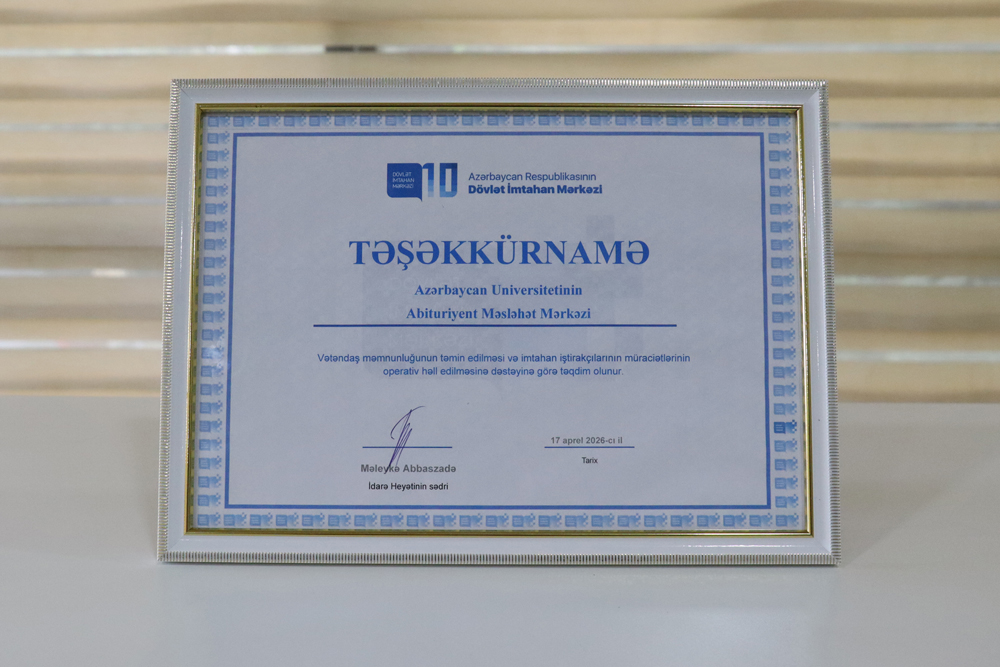 DÖVLƏT
İMTAHAN
MƏRKƏZİ
10
Azərbaycan Respublikasının
Dövlət İmtahan Mərkəzi
TƏŞƏKKÜRNAMƏ
Azərbaycan Universitetinin
Abituriyent Məsləhət Mərkəzi
Vətəndaş məmnunluğunun təmin edilməsi və imtahan iştirakçılarının müraciətlərinin
operativ həll edilməsinə dəstəyinə görə təqdim olunur.
Məleykə Abbaszadə
İdarə Heyətinin sədri
17 aprel 2026-cı il
Tarix